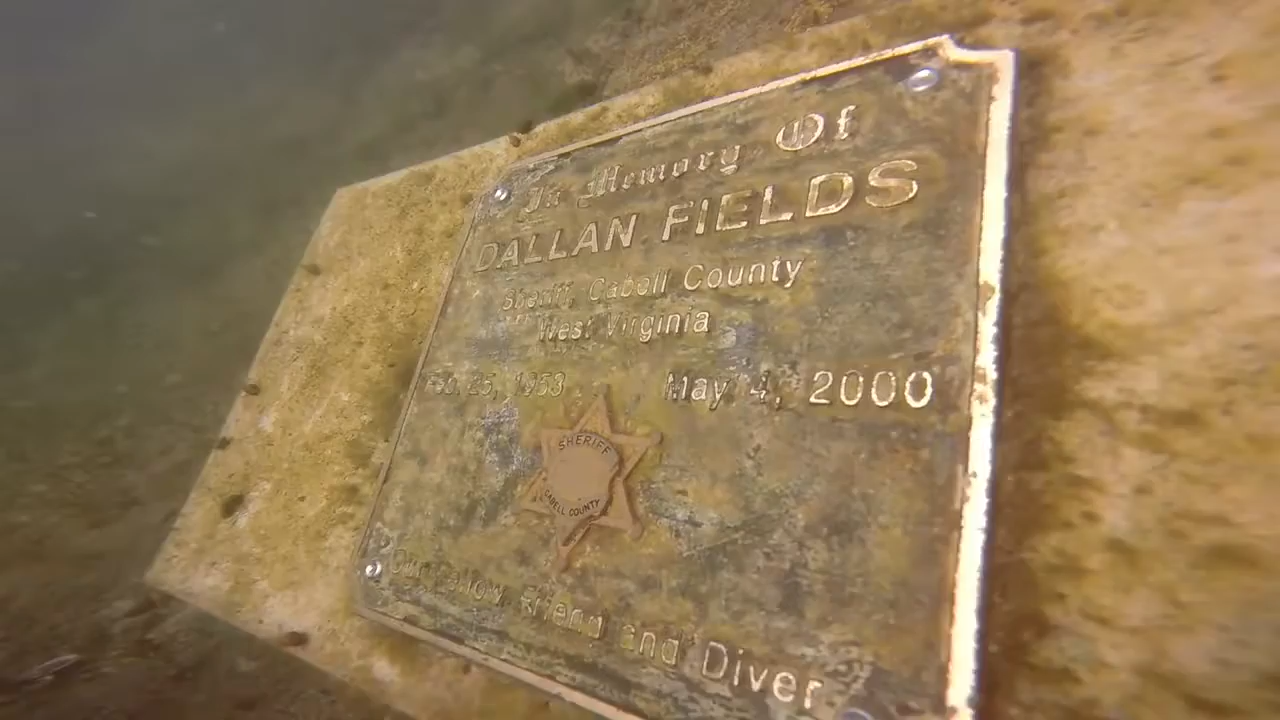 In Memory Of
DALLAN FIELDS
Sheriff, Cabell County
West Virginia
Feb. 25, 1953 May 4, 2000
SHERIFF
CABELL COUNTY
Our Fellow, Friend and Diver